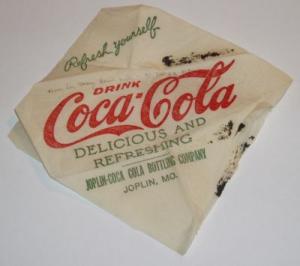 Refresh yourself
DRINK
Coca-Cola
DELICIOUS AND
REFRESHING
JOPLIN-COCA COLA BOTTLING COMPANY
JOPLIN, MO.